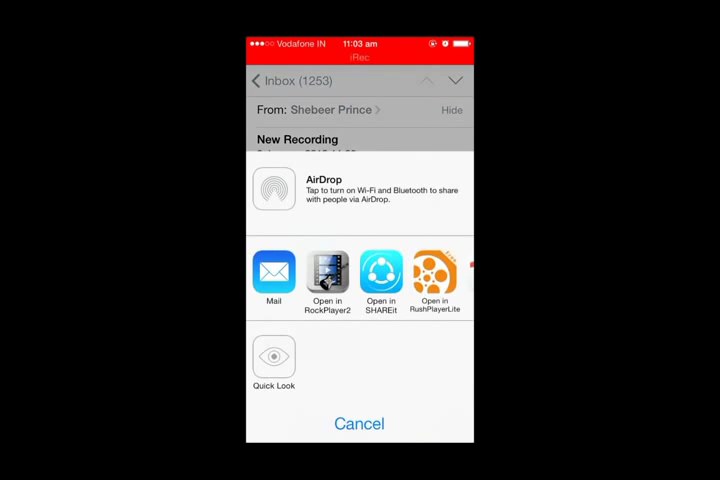 Vodafone IN 11:03 am
iRec
Inbox (1253)
From: Shebeer Prince Hide
New Recording
AirDrop
Tap to turn on Wi-Fi and Bluetooth to share
with people via AirDrop.
Mail
Open in
RockPlayer2
Open in
SHAREit
Free
Open in
RushPlayerLite
Quick Look
Cancel